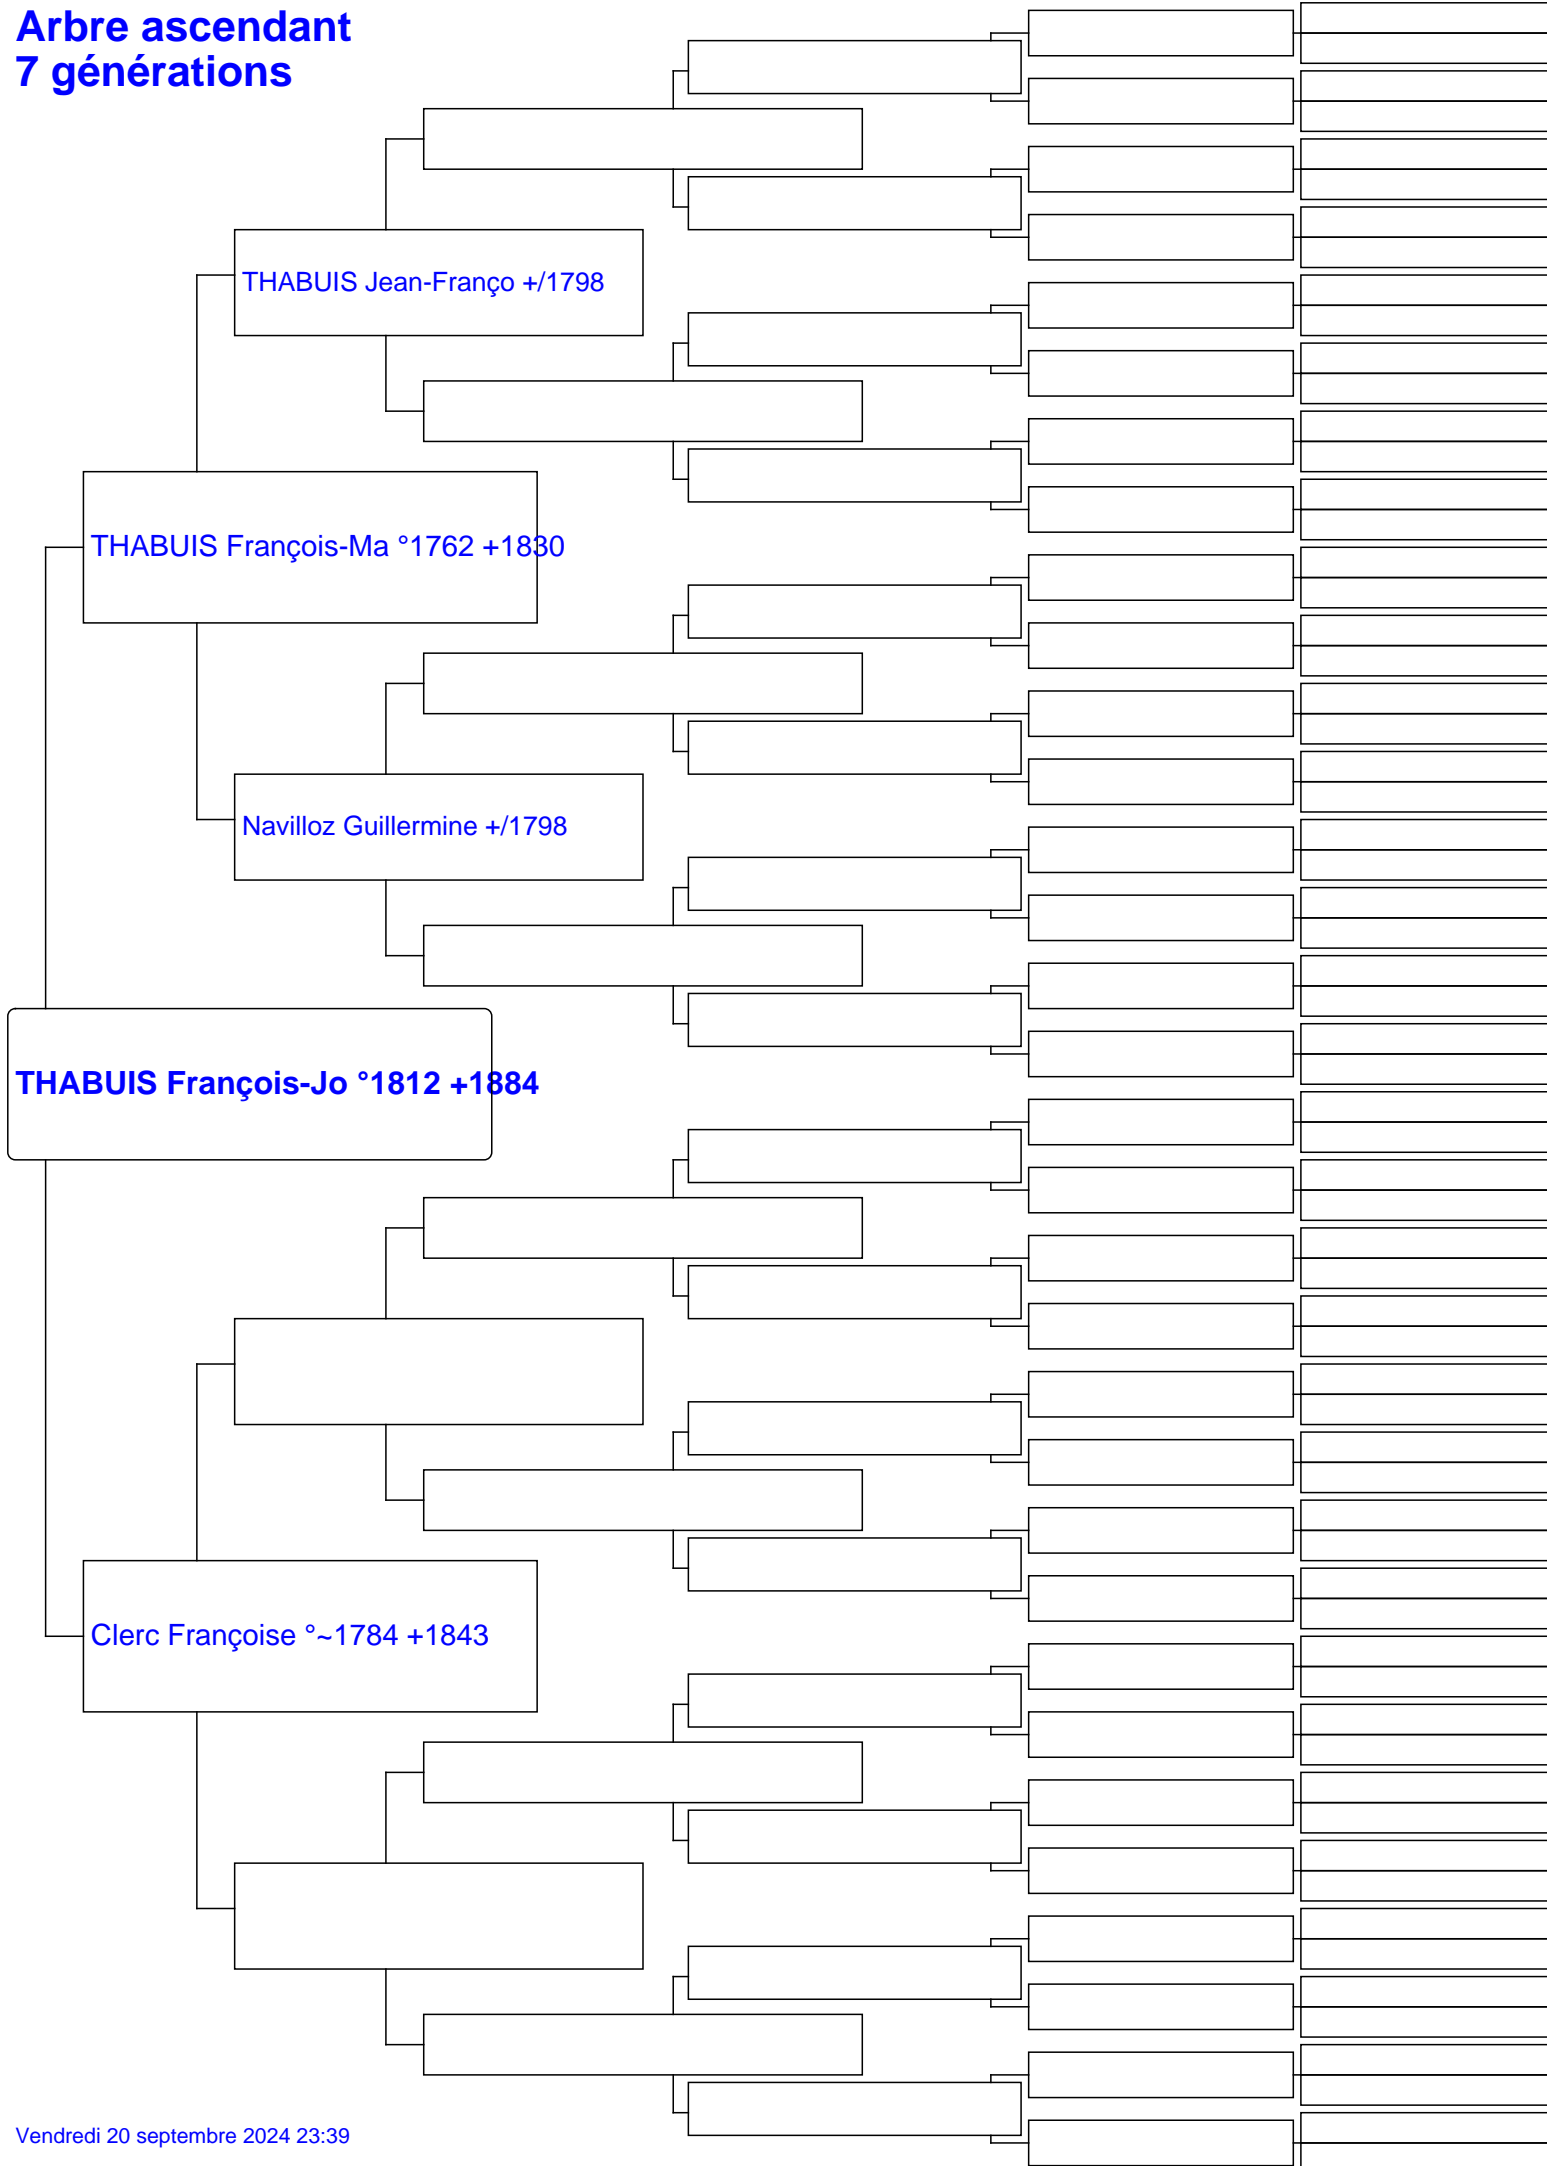 Arbre ascendant
7 générations
THABUIS Jean-Franço +/1798
THABUIS François-Ma °1762 +1830
Navilloz Guillermine +/1798
THABUIS François-Jo °1812 +1884
Clerc Françoise °~1784 +1843
Vendredi 20 septembre 2024 23:39